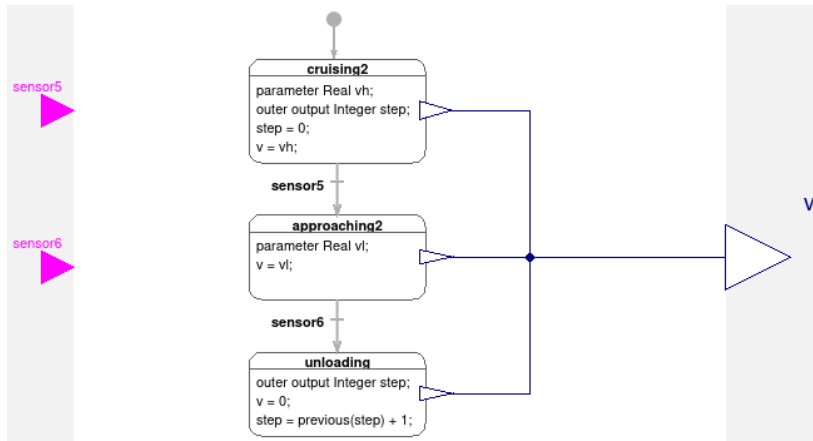 cruising2
sensor5
parameter Real vh;
outer output Integer step;
step = 0;
v = vh;
sensor5
v
approaching2
sensor6
parameter Real vl;
v = vl;
sensor6
unloading
outer output Integer step;
v = 0;
step = previous(step) + 1;